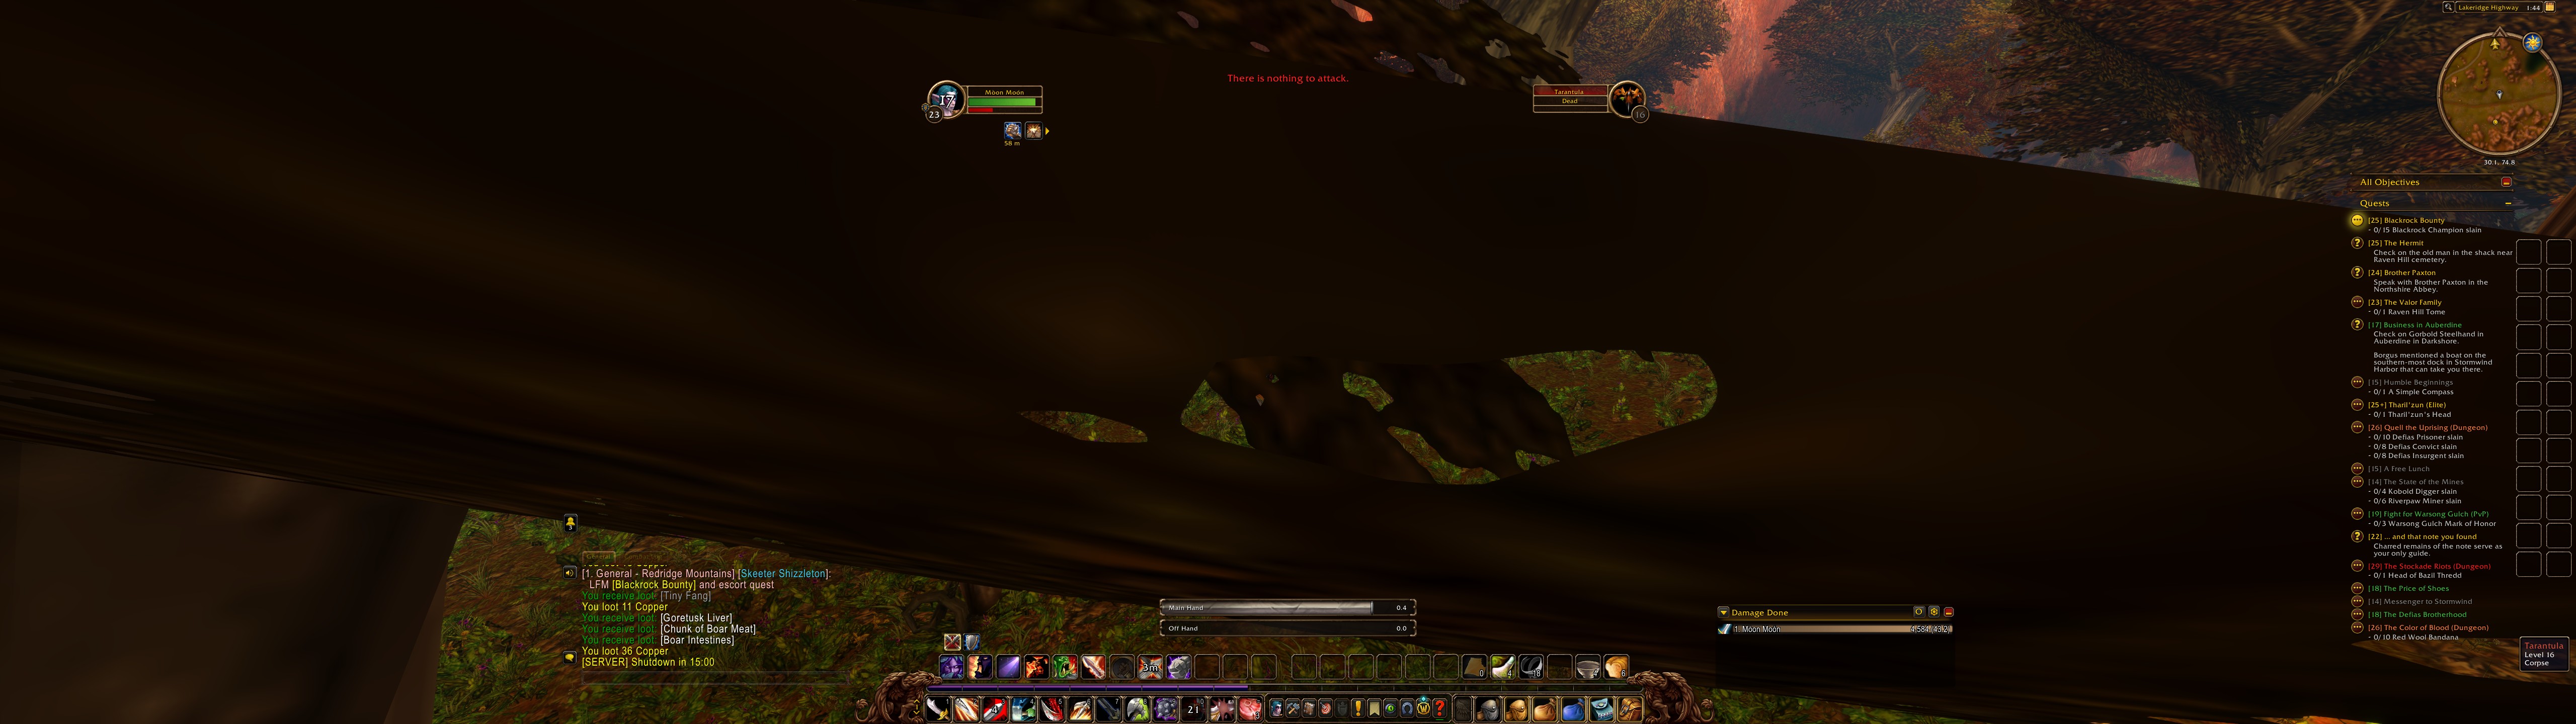 Lakeridge Highway 1:44
There is nothing to attack.
Moon Moon
17
23
58 m
Tarantula
Dead
16
30.1, 74.8
All Objectives
Quests
[25] Blackrock Bounty
- 0/15 Blackrock Champion slain
[25] The Hermit
Check on the old man in the shack near
Raven Hill cemetery.
[24] Brother Paxton
Speak with Brother Paxton in the
Northshire Abbey.
[23] The Valor Family
- 0/1 Raven Hill Tome
[17] Business in Auberdine
Check on Gorbold Steelhand in
Auberdine in Darkshore.
Borgus mentioned a boat on the
southern-most dock in Stormwind
Harbor that can take you there.
[15] Humble Beginnings
- 0/1 A Simple Compass
[25+] Tharil'zun (Elite)
- 0/1 Tharil'zun's Head
[26] Quell the Uprising (Dungeon)
- 0/10 Defias Prisoner slain
- 0/8 Defias Convict slain
- 0/8 Defias Insurgent slain
[15] A Free Lunch
[14] The State of the Mines
- 0/4 Kobold Digger slain
- 0/6 Riverpaw Miner slain
[19] Fight for Warsong Gulch (PvP)
- 0/3 Warsong Gulch Mark of Honor
[22] ... and that note you found
Charred remains of the note serve as
your only guide.
[29] The Stockade Riots (Dungeon)
- 0/1 Head of Bazil Thredd
[18] The Price of Shoes
[14] Messenger to Stormwind
[18] The Defias Brotherhood
[26] The Color of Blood (Dungeon)
- 0/10 Red Wool Bandana
[1. General - Redridge Mountains] [Skeeter Shizzleton]:
LFM [Blackrock Bounty] and escort quest
You receive loot: [Tiny Fang]
You loot 11 Copper
You receive loot: [Goretusk Liver]
You receive loot: [Chunk of Boar Meat]
You receive loot: [Boar Intestines]
You loot 36 Copper
[SERVER] Shutdown in 15:00
Main Hand 0.4
Off Hand 0.0
Damage Done
1. Moon Moon
3m
21
Tarantula
Level 16
Corpse